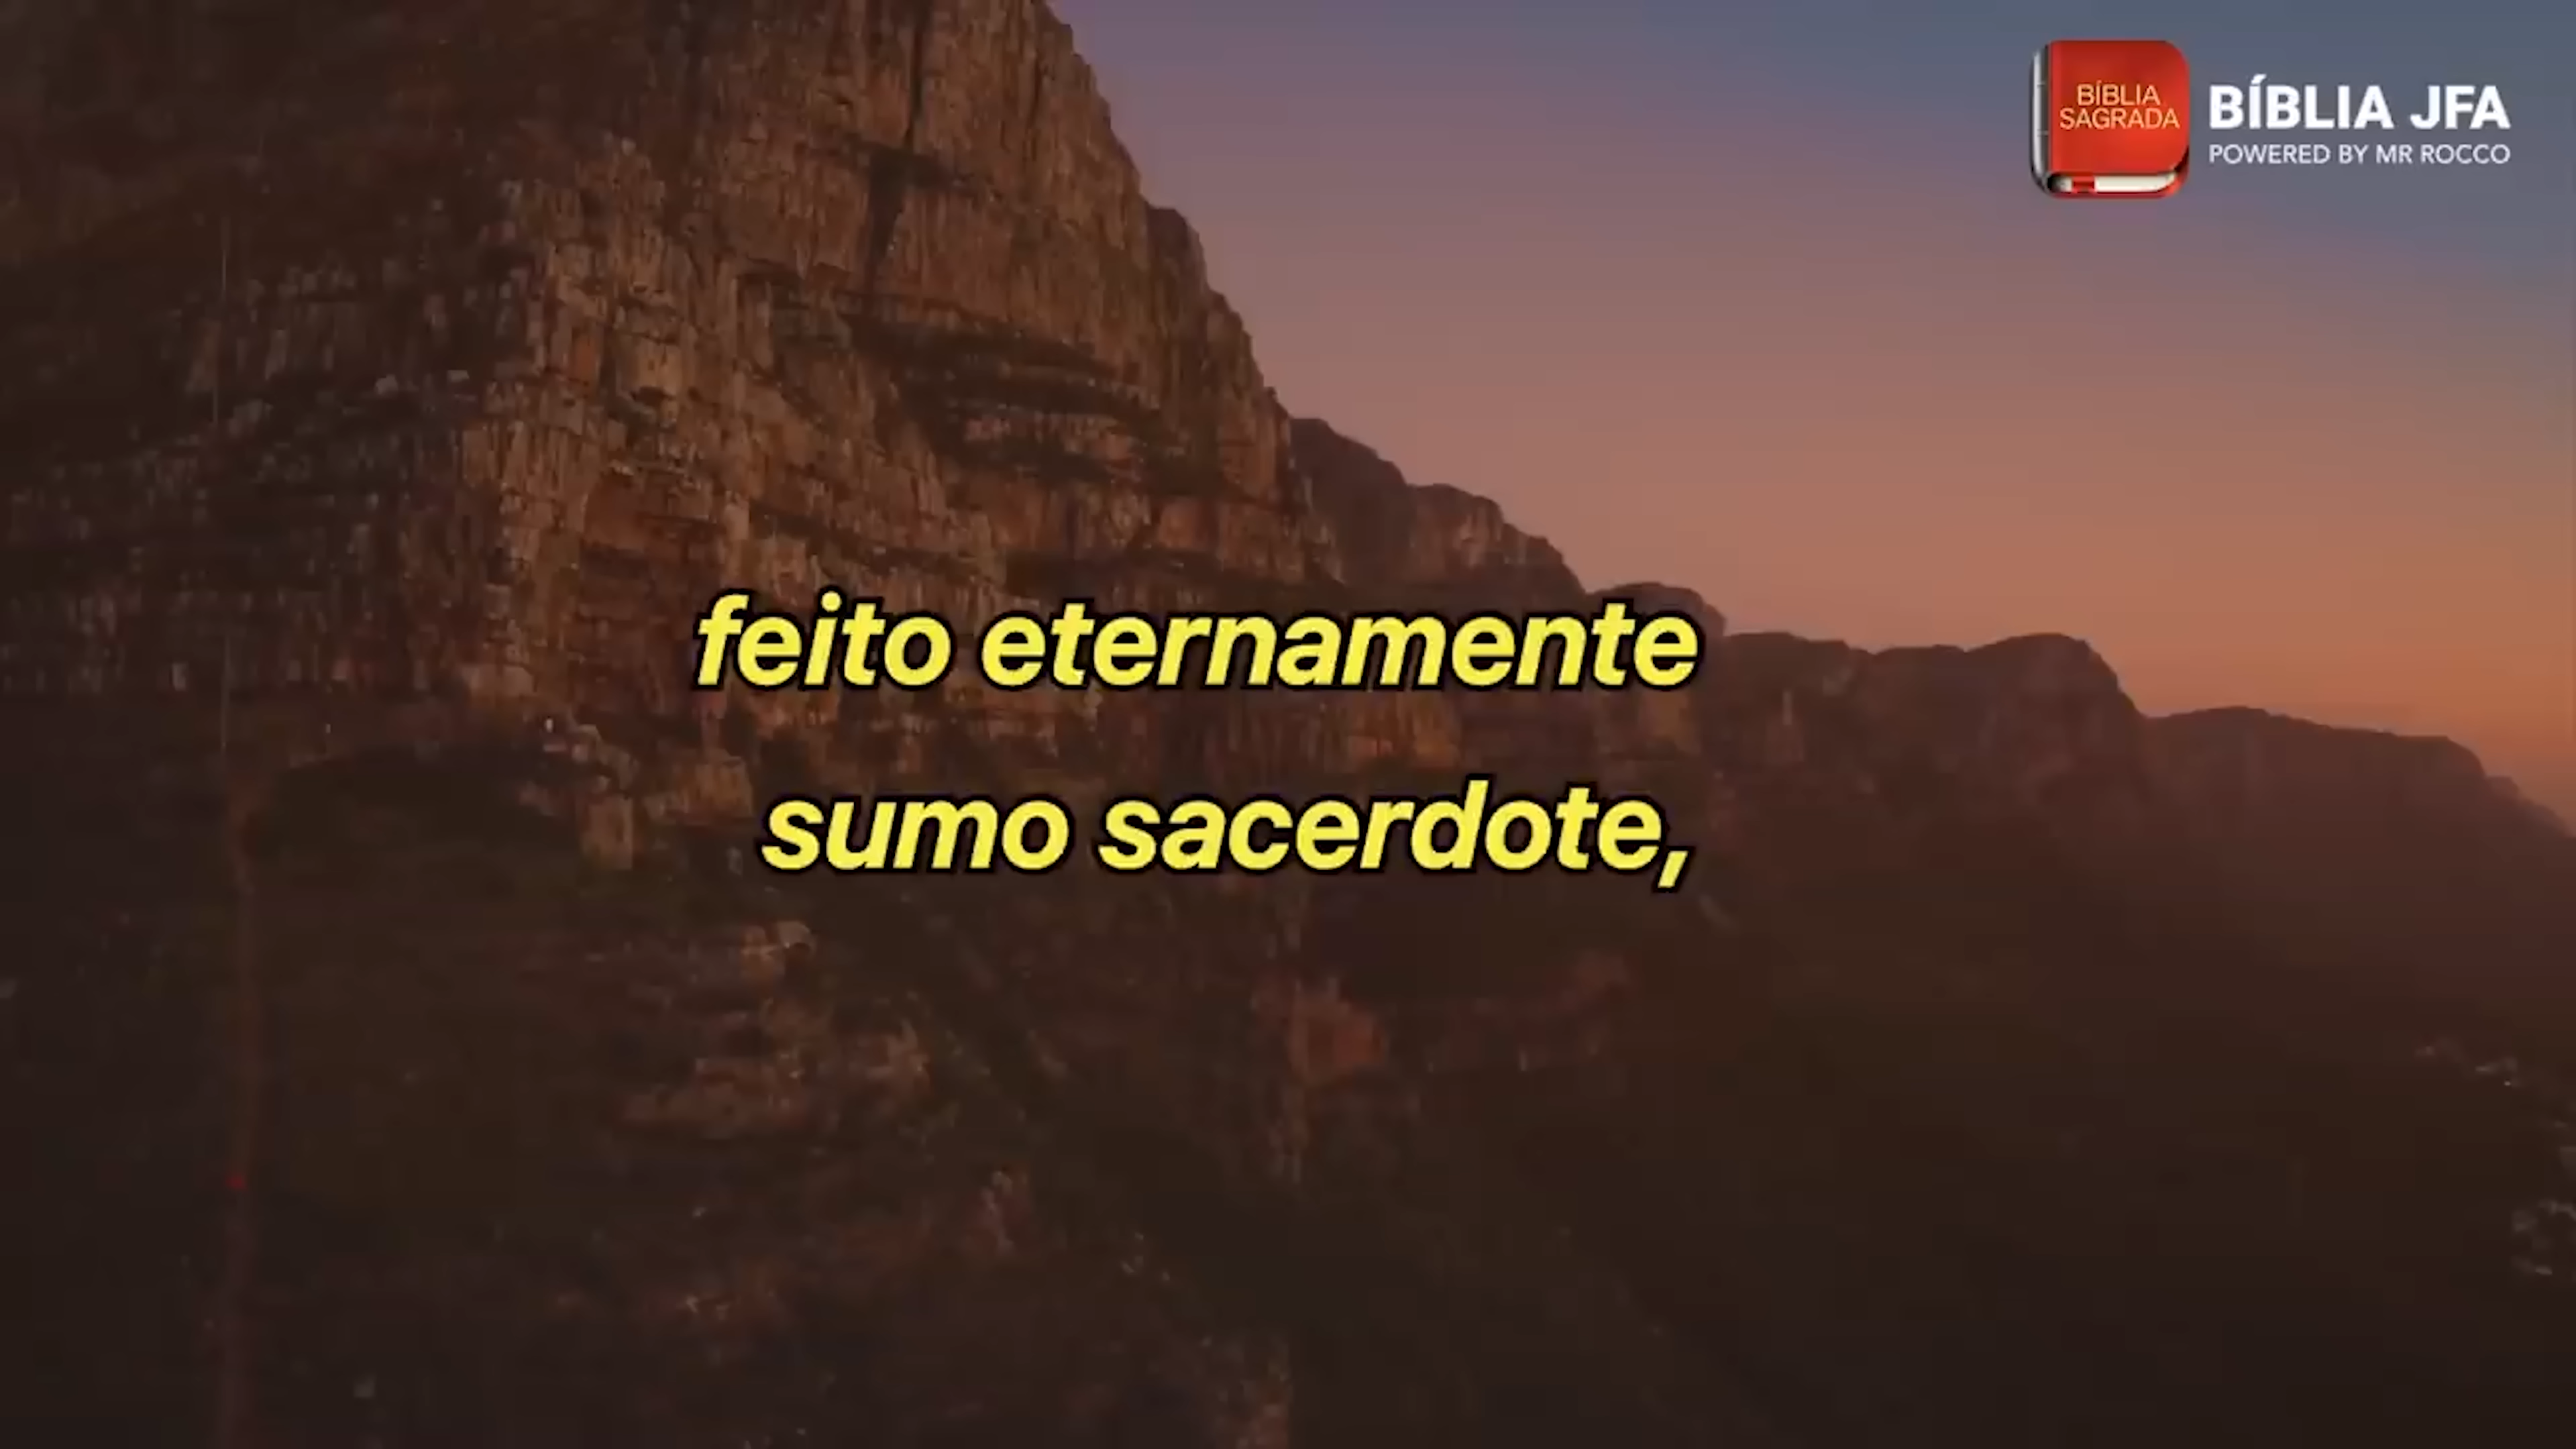 BÍBLIA
SAGRADA
BÍBLIA JFA
POWERED BY MR ROCCO
feito eternamente
sumo sacerdote,